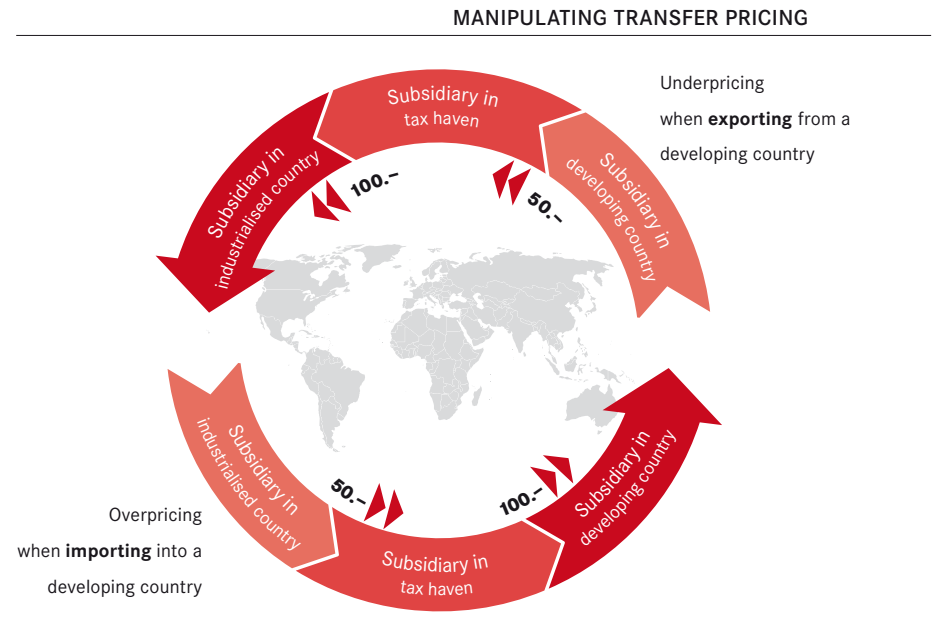 MANIPULATING TRANSFER PRICING
Underpricing
when exporting from a
developing country
Subsidiary in
developing country
50.–
Subsidiary in
tax haven
100.–
Subsidiary in
industrialised country
Overpricing
when importing into a
developing country
Subsidiary in
industrialised country
50.–
Subsidiary in
tax haven
100.–
Subsidiary in
developing country